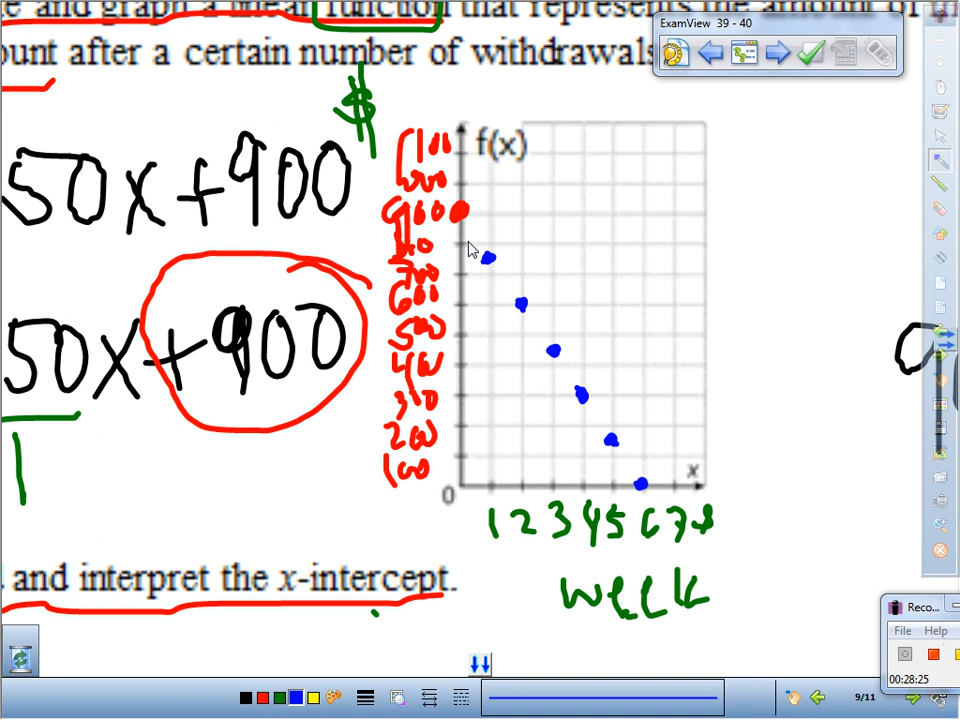 e and graph a linear function that represents the amount of
ount after a certain number of withdrawals
ExamView 39 - 40
$
50x+900
f(x)
1100
900
700
600
500
400
300
200
100
50x+900
0
x
1 2 3 4 5 6 7 8
week
and interpret the x-intercept.
Reco...
File Help
00:28:25
9/11